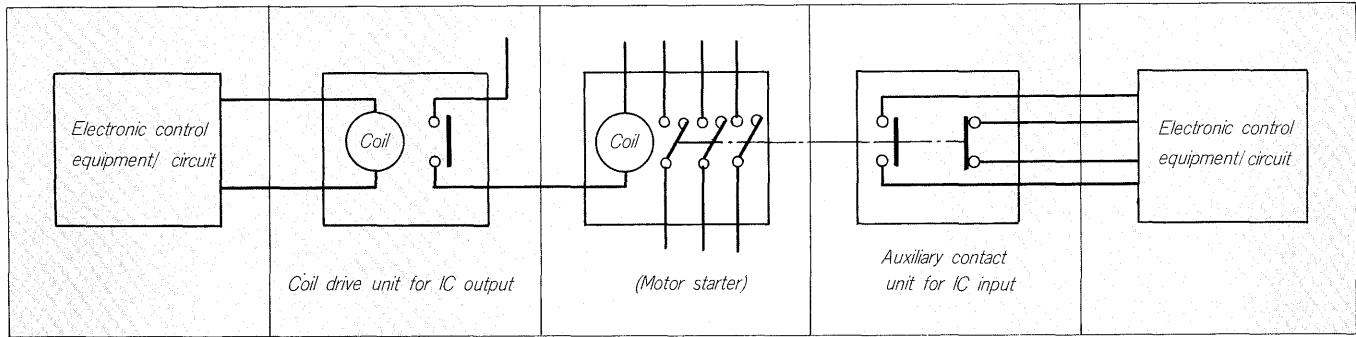 Electronic control
equipment/ circuit
Coil
Coil drive unit for IC output
Coil
(Motor starter)
Auxiliary contact
unit for IC input
Electronic control
equipment/ circuit